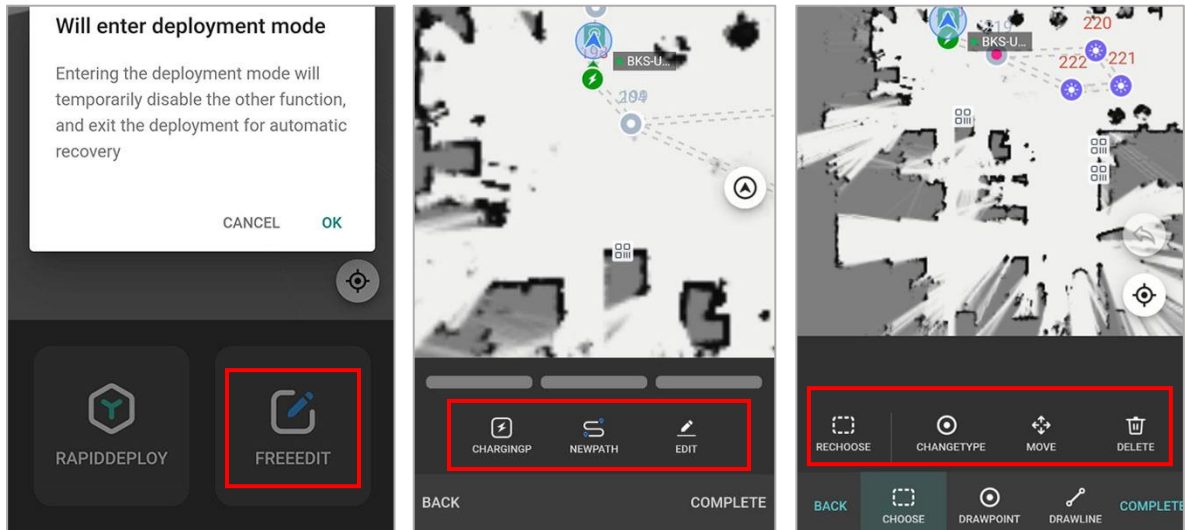 Will enter deployment mode
Entering the deployment mode will
temporarily disable the other function,
and exit the deployment for automatic
recovery
CANCEL OK
RAPIDDEPLOY FREEEDIT
BKS-U...
CHARGINGP NEWPATH EDIT
BACK COMPLETE
220
BKS-U...
222 221
RECHOOSE CHANGETYPE MOVE DELETE
BACK CHOOSE DRAWPOINT DRAWLINE COMPLETE